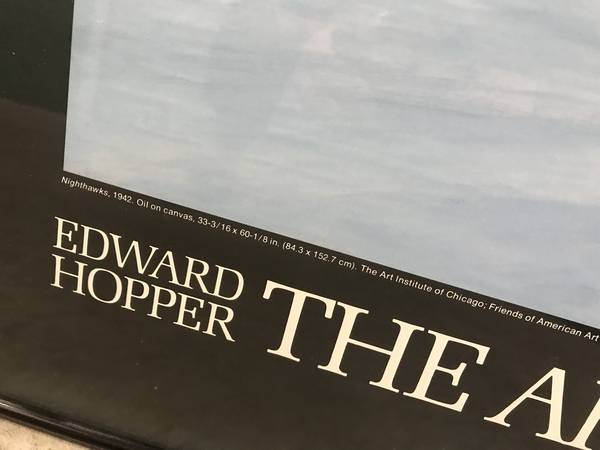 Nighthawks, 1942. Oil on canvas, 33-3/16 x 60-1/8 in. (84.3 x 152.7 cm). The Art Institute of Chicago; Friends of American Art
EDWARD
HOPPER
THE A